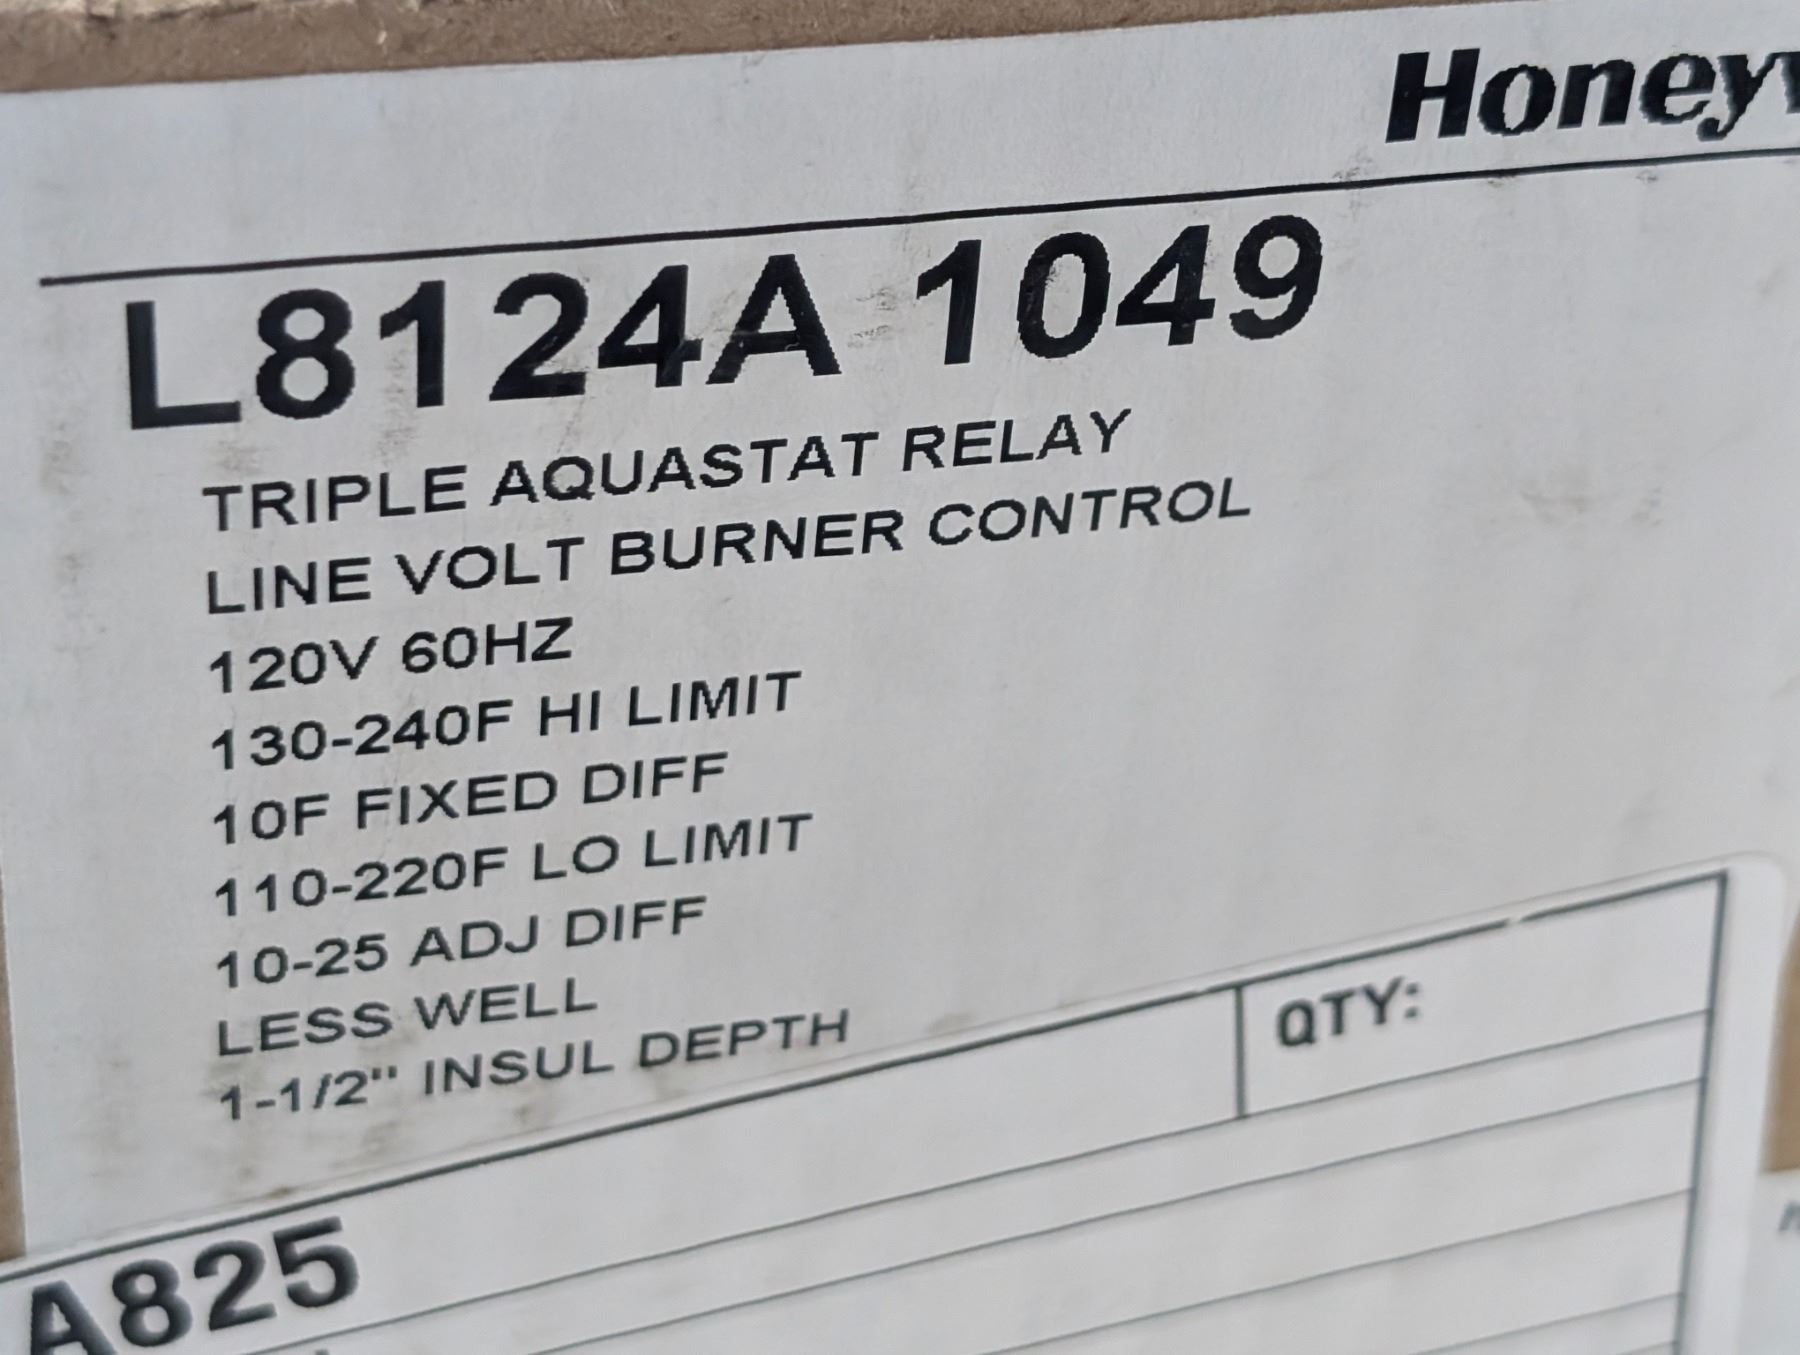 Honeyw
L8124A 1049
TRIPLE AQUASTAT RELAY
LINE VOLT BURNER CONTROL
120V 60HZ
130-240F HI LIMIT
10F FIXED DIFF
110-220F LO LIMIT
10-25 ADJ DIFF
LESS WELL
1-1/2" INSUL DEPTH
QTY:
A825